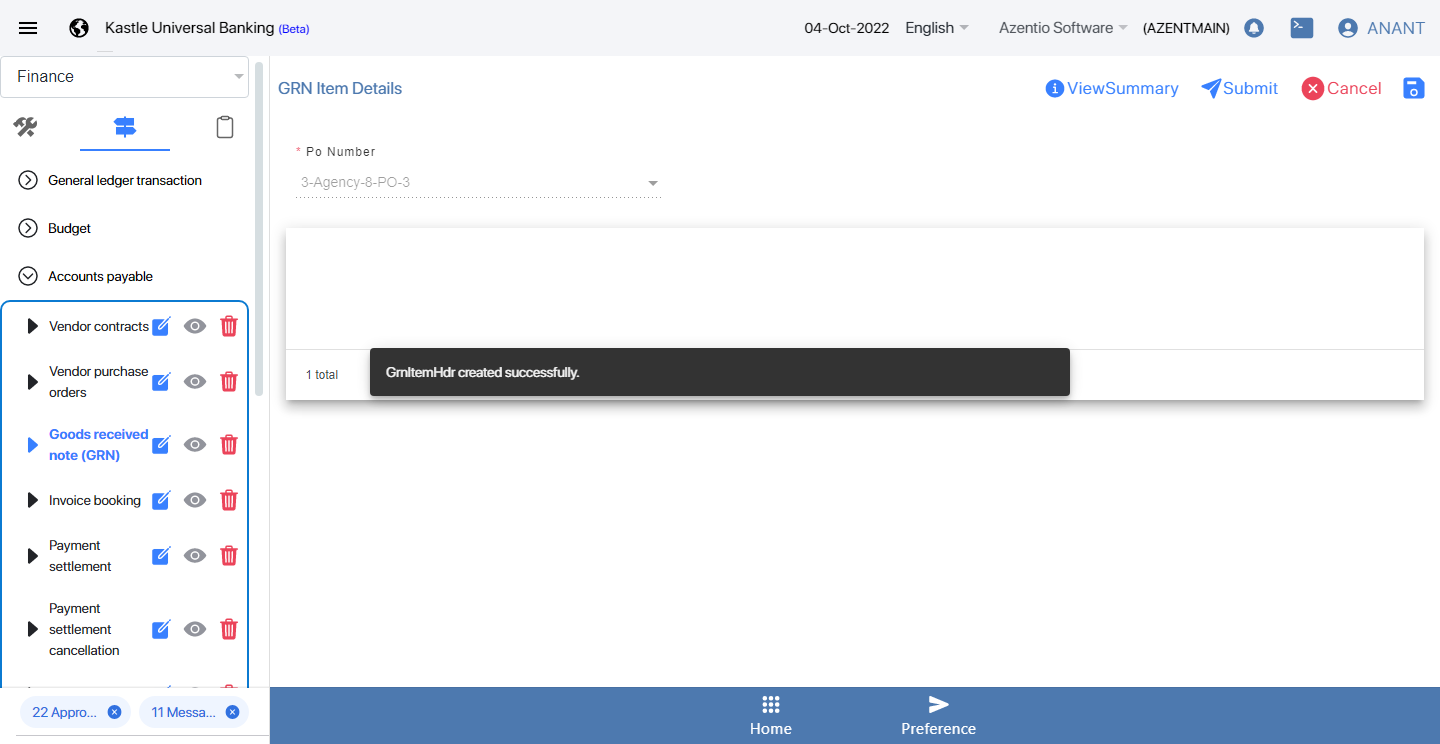 Kastle Universal Banking (Beta)
04-Oct-2022
English
Azentio Software
(AZENTMAIN)
ANANT
Finance
General ledger transaction
Budget
Accounts payable
Vendor contracts
Vendor purchase
orders
Goods received
note (GRN)
Invoice booking
Payment
settlement
Payment
settlement
cancellation
22 Appro...
11 Messa...
GRN Item Details
ViewSummary
Submit
Cancel
* Po Number
3-Agency-8-PO-3
1 total
GrnItemHdr created successfully.
Home
Preference